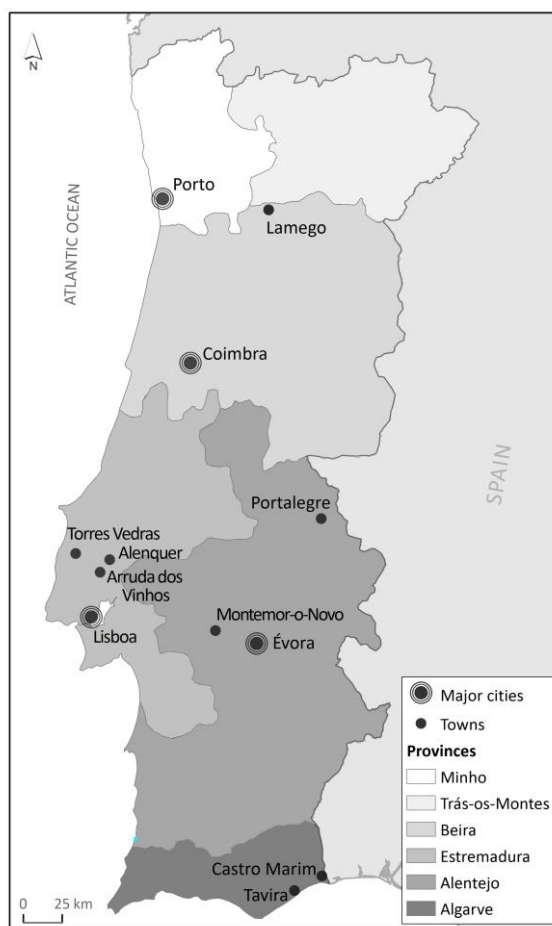 N
ATLANTIC OCEAN
Porto
Lamego
Coimbra
SPAIN
Portalegre
Torres Vedras
Alenquer
Arruda dos
Vinhos
Montemor-o-Novo
Lisboa
Évora
Castro Marim
Tavira
0 25 km
Major cities
Towns
Provinces
Minho
Trás-os-Montes
Beira
Estremadura
Alentejo
Algarve